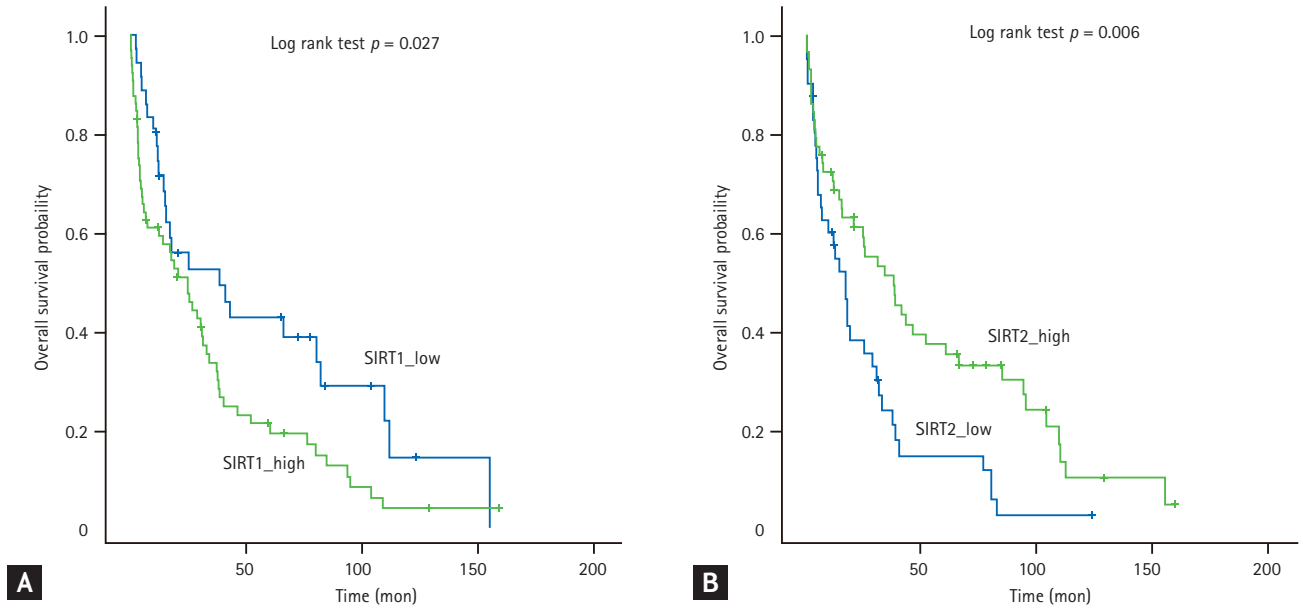 Log rank test p = 0.027
Overall survival probaility
1.0
0.8
0.6
0.4
0.2
0
SIRT1_low
SIRT1_high
50
100
150
200
Time (mon)
A
Log rank test p = 0.006
Overall survival probaility
1.0
0.8
0.6
0.4
0.2
0
SIRT2_high
SIRT2_low
50
100
150
200
Time (mon)
B